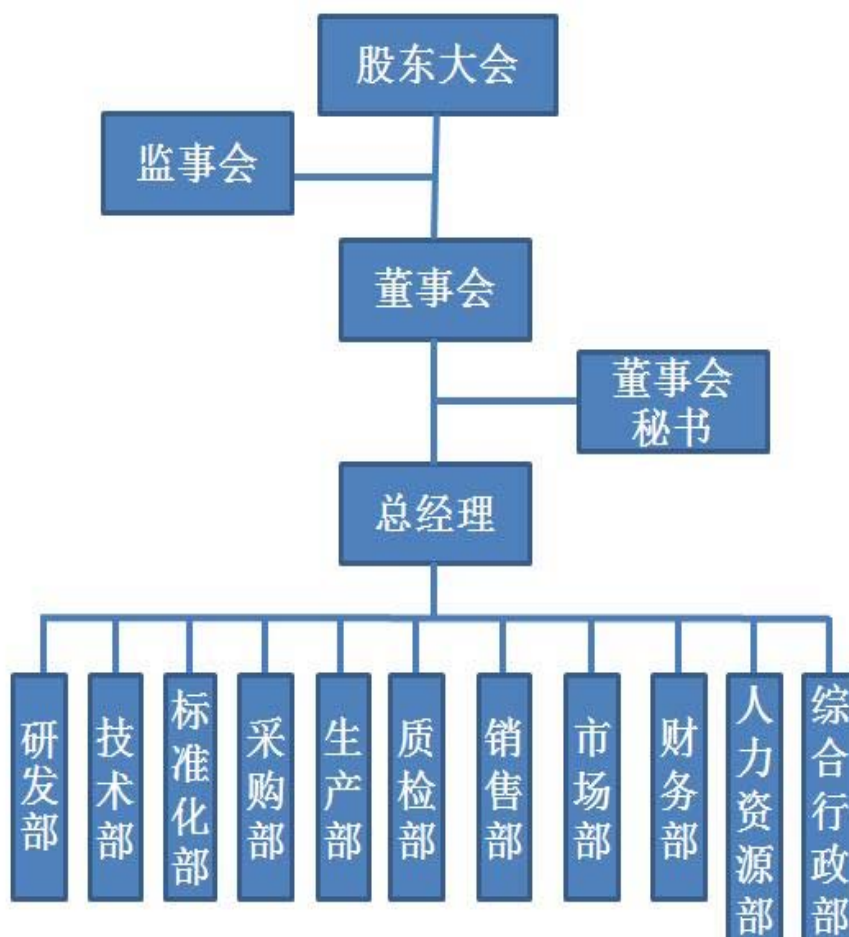 股东大会
监事会
董事会
董事会
秘书
总经理
研发部
技术部
标准化部
采购部
生产部
质检部
销售部
市场部
财务部
人力资源部
综合行政部